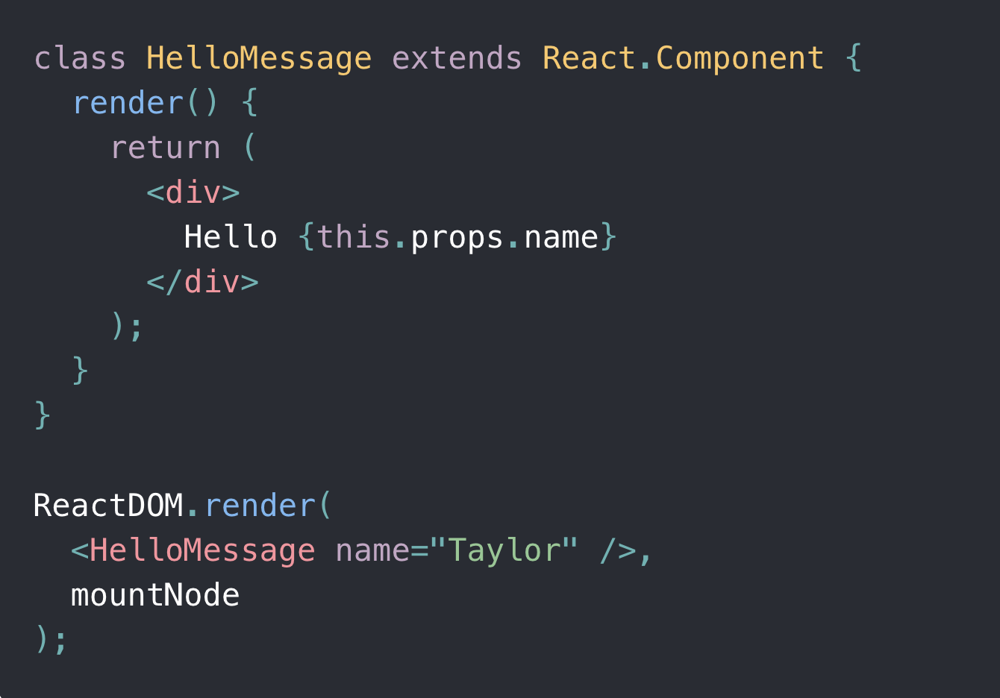 class HelloMessage extends React.Component {
  render() {
    return (
      <div>
        Hello {this.props.name}
      </div>
    );
  }
}

ReactDOM.render(
  <HelloMessage name="Taylor" />,
  mountNode
);